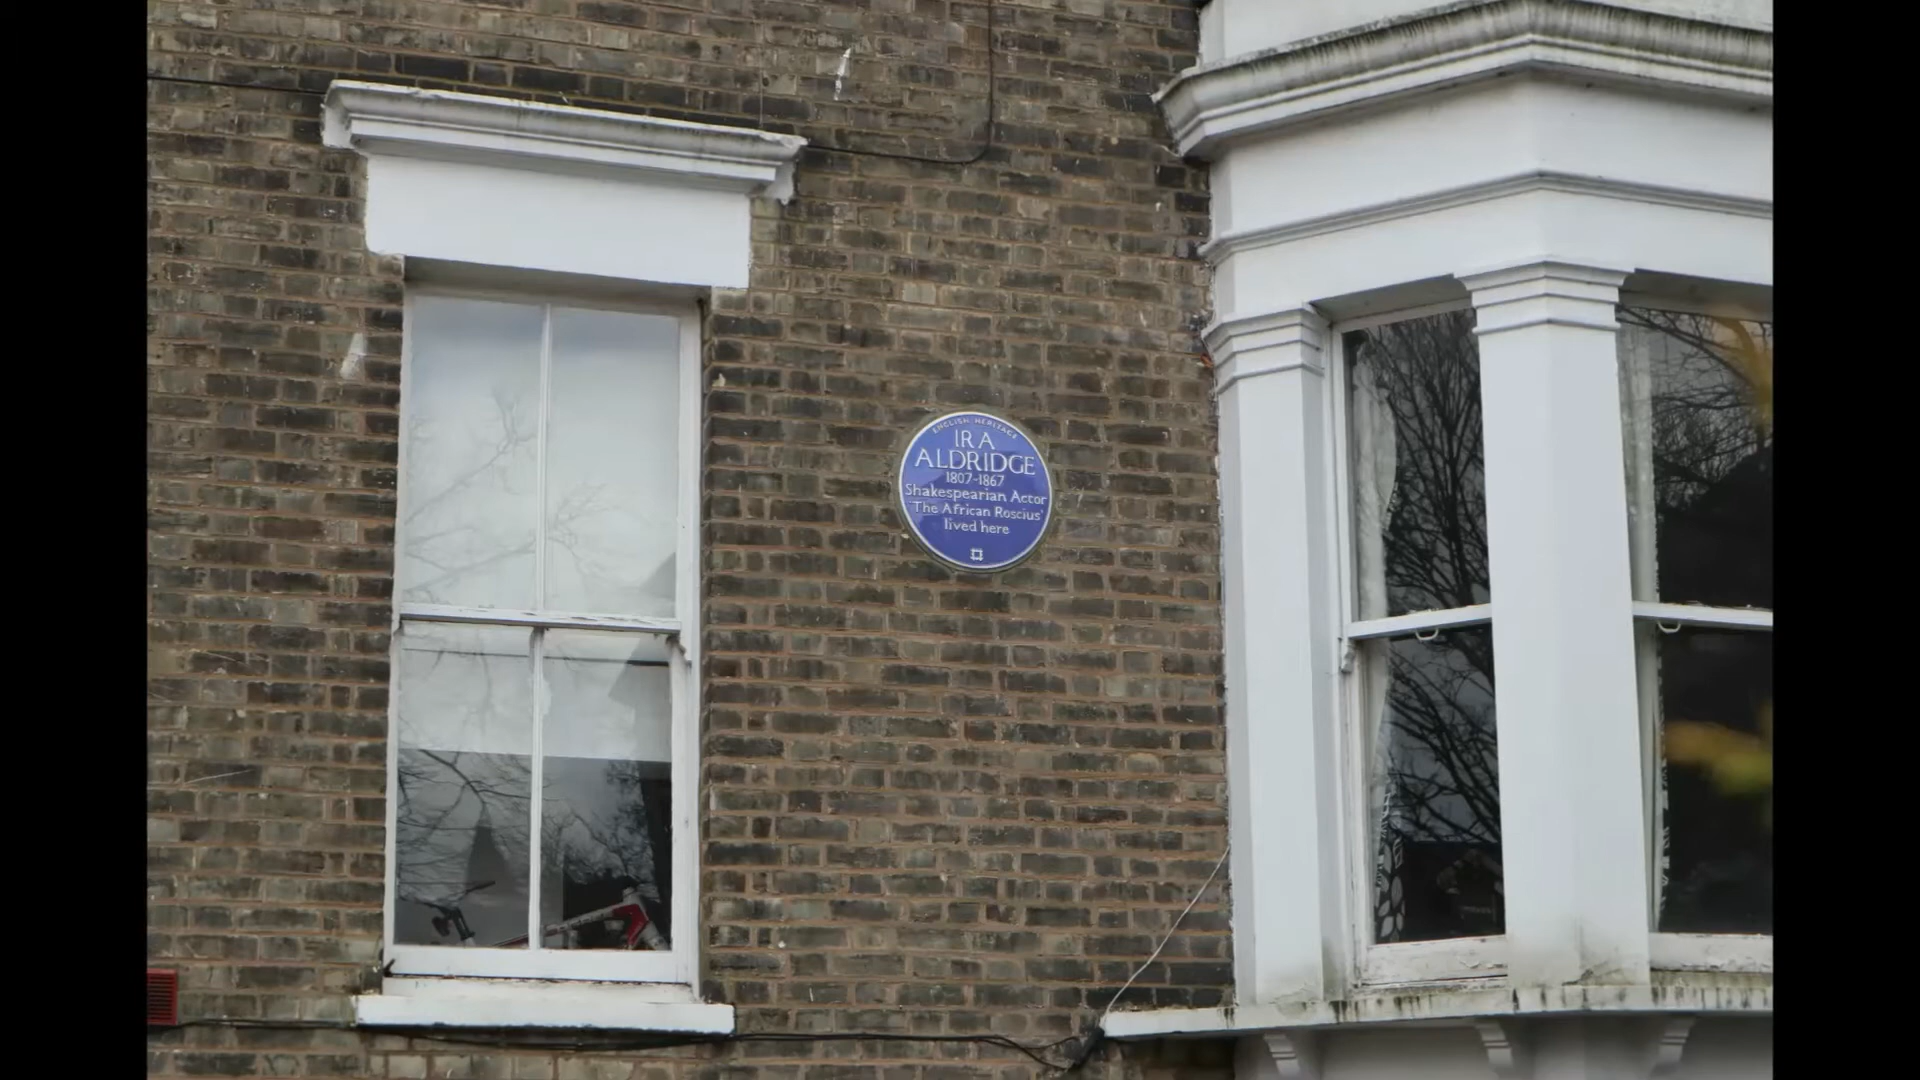 ENGLISH HERITAGE
IRA
ALDRIDGE
1807-1867
Shakespearian Actor
'The African Roscius'
lived here